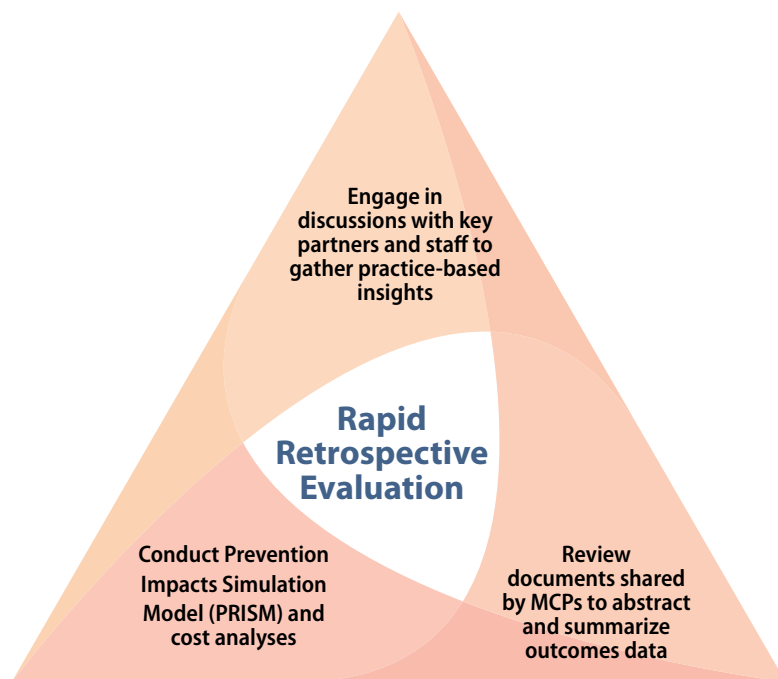 Engage in
discussions with key
partners and staff to
gather practice-based
insights
Rapid
Retrospective
Evaluation
Conduct Prevention
Impacts Simulation
Model (PRISM) and
cost analyses
Review
documents shared
by MCPs to abstract
and summarize
outcomes data